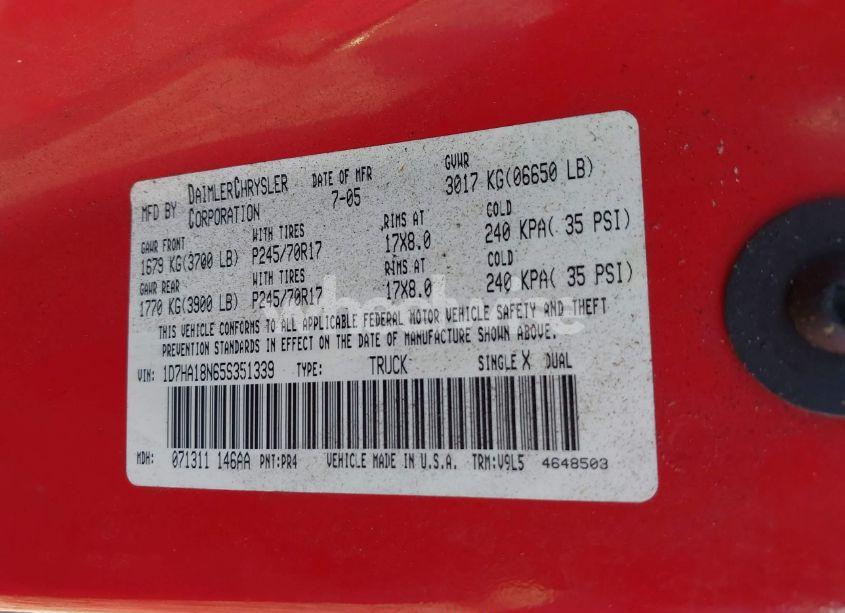 MFD BY DAIMLERCHRYSLER CORPORATION DATE OF MFR 7-05 GVWR 3017 KG(06650 LB)
GAWR FRONT WITH TIRES RIMS AT COLD
1679 KG(3700 LB) P245/70R17 17X8.0 240 KPA( 35 PSI)
GAWR REAR WITH TIRES RIMS AT COLD
1770 KG(3900 LB) P245/70R17 17X8.0 240 KPA( 35 PSI)
THIS VEHICLE CONFORMS TO ALL APPLICABLE FEDERAL MOTOR VEHICLE SAFETY AND THEFT
PREVENTION STANDARDS IN EFFECT ON THE DATE OF MANUFACTURE SHOWN ABOVE.
VIN: 1D7HA18N65S351339 TYPE: TRUCK SINGLE X DUAL
MDH: 071311 146AA PNT:PR4 VEHICLE MADE IN U.S.A. TRM:V9L5 4648503